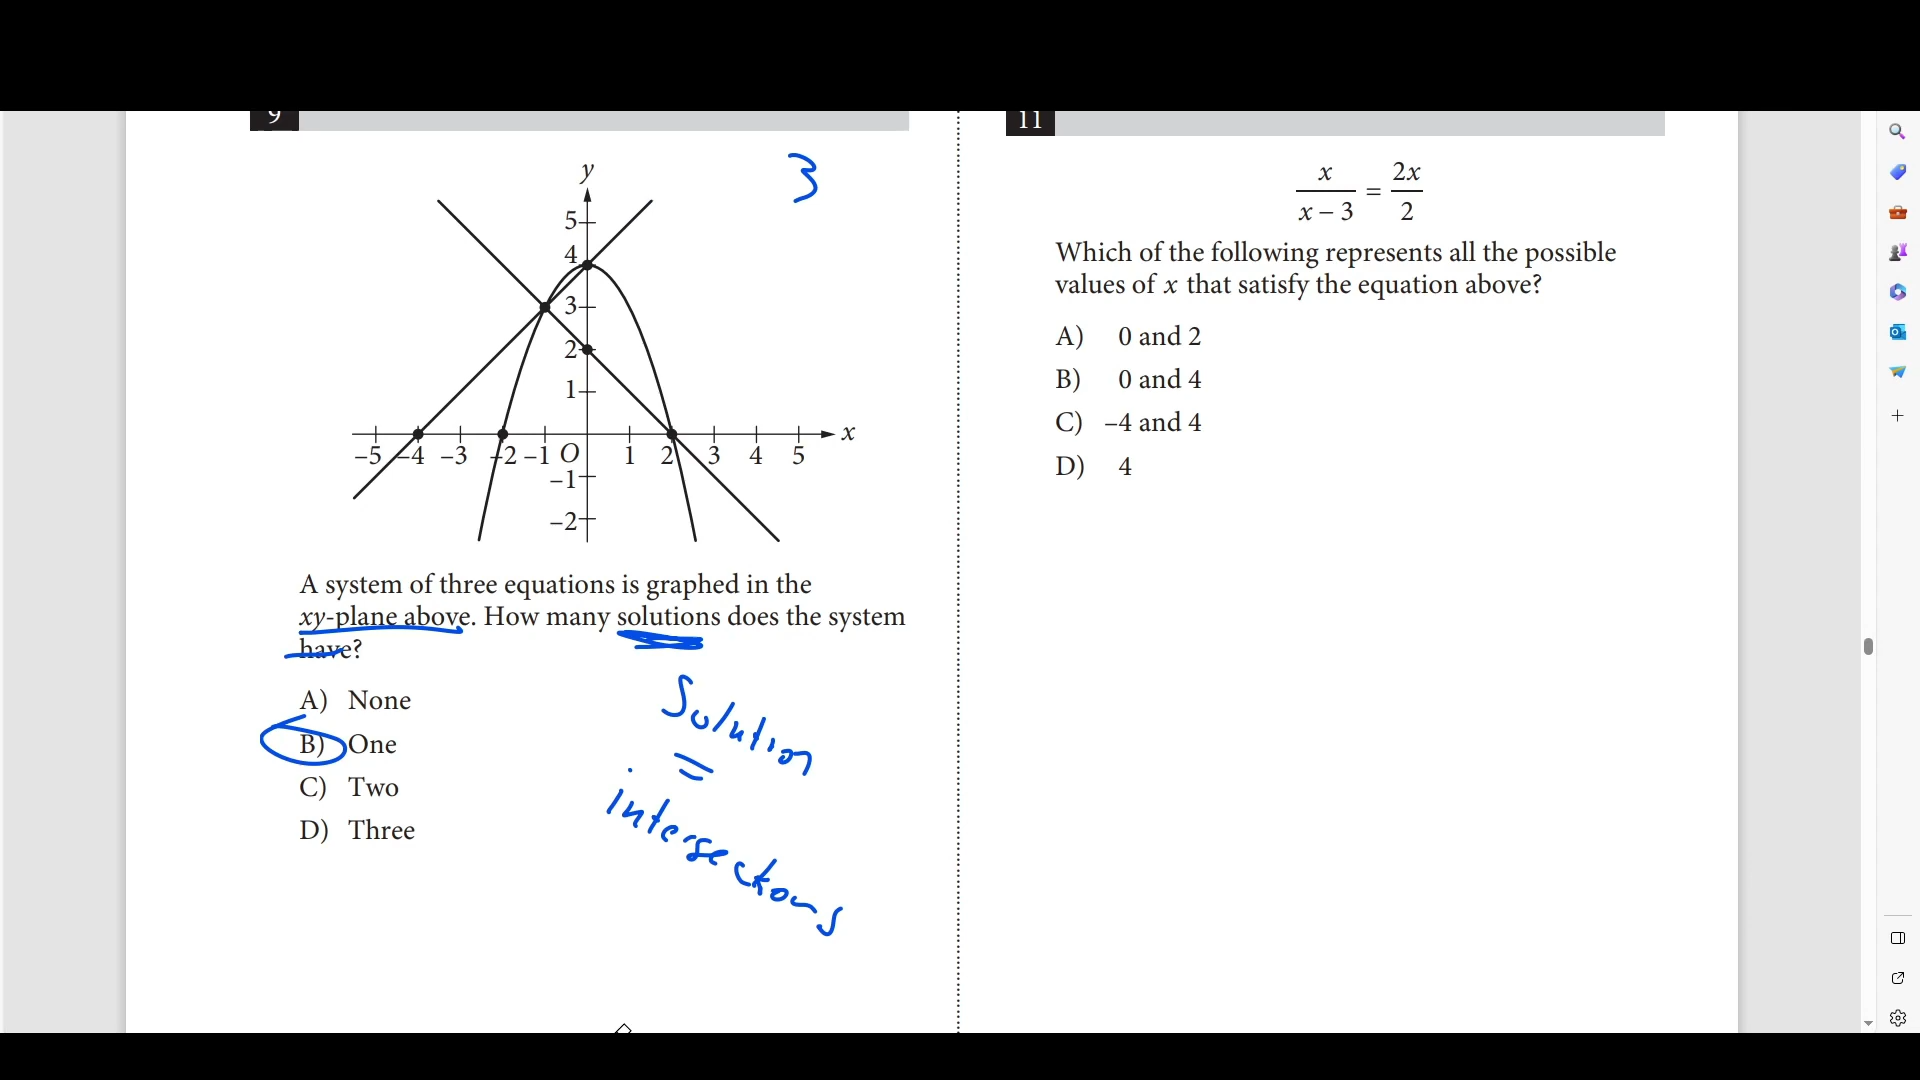 9
3
y
5
4
3
2
1
–5 –4 –3 –2 –1 O 1 2 3 4 5 x
–1
–2
A system of three equations is graphed in the
xy-plane above. How many solutions does the system
have?
A) None
B) One
C) Two
D) Three
Solution
=
intersections
11
x / x – 3 = 2x / 2
Which of the following represents all the possible
values of x that satisfy the equation above?
A) 0 and 2
B) 0 and 4
C) –4 and 4
D) 4